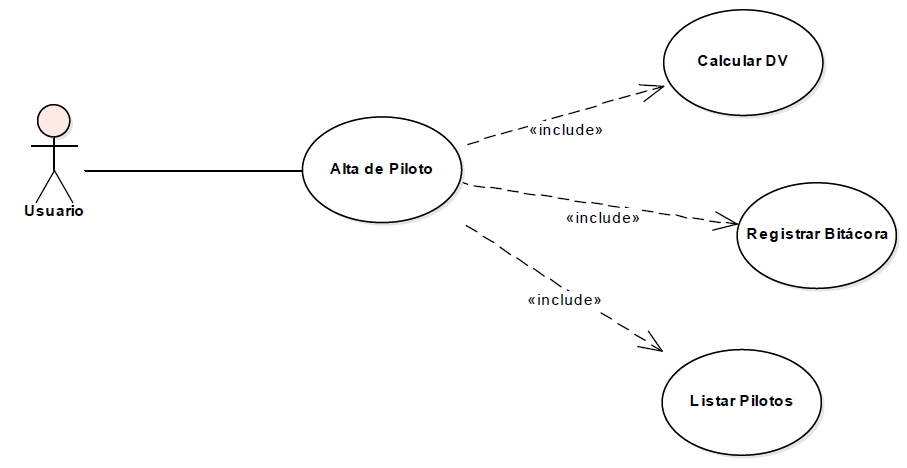 Calcular DV
«include»
Alta de Piloto
Usuario
«include»
Registrar Bitácora
«include»
Listar Pilotos